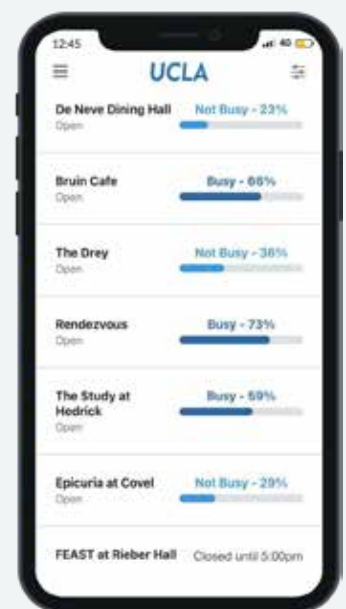 12:45
4G
UCLA
De Neve Dining Hall
Not Busy - 23%
Open
Bruin Cafe
Busy - 66%
Open
The Drey
Not Busy - 36%
Open
Rendezvous
Busy - 73%
Open
The Study at
Hedrick
Busy - 59%
Open
Epicuria at Covel
Not Busy - 29%
Open
FEAST at Rieber Hall
Closed until 5:00pm